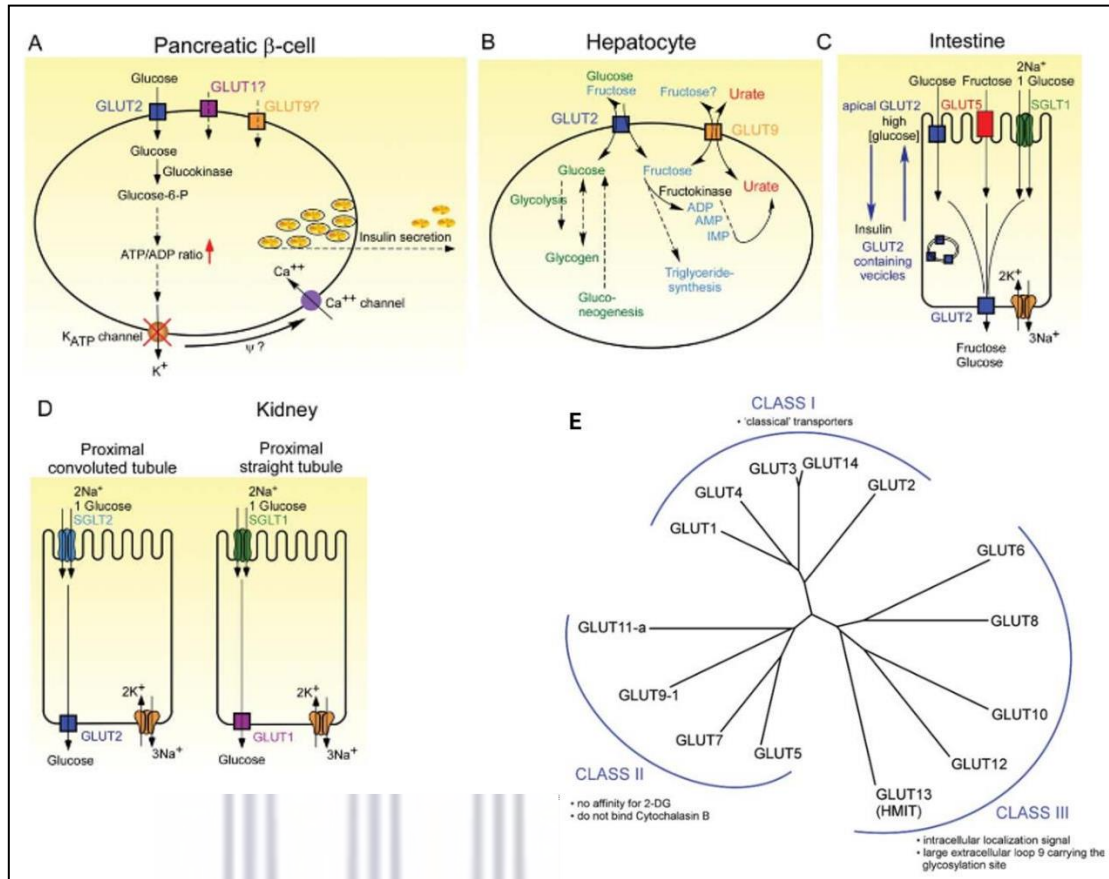 A
Pancreatic β-cell
Glucose
GLUT1?
GLUT2
GLUT9?
Glucose
Glucokinase
Glucose-6-P
ATP/ADP ratio
Insulin secretion
Ca++
Ca++ channel
KATP channel
ψ ?
K+
B
Hepatocyte
Glucose
Fructose
Fructose?
Urate
GLUT2
GLUT9
Glucose
Fructose
Glycolysis
Fructokinase
ADP
AMP
IMP
Urate
Glycogen
Triglyceride-
synthesis
Gluco-
neogenesis
C
Intestine
2Na+
Glucose
Fructose
1 Glucose
apical GLUT2
GLUT5
SGLT1
high
[glucose]
Insulin
GLUT2
containing
vecicles
2K+
GLUT2
3Na+
Fructose
Glucose
D
Kidney
Proximal
convoluted tubule
2Na+
1 Glucose
SGLT2
2K+
GLUT2
Glucose
3Na+
Proximal
straight tubule
2Na+
1 Glucose
SGLT1
2K+
GLUT1
Glucose
3Na+
E
CLASS I
• 'classical' transporters
GLUT3
GLUT14
GLUT4
GLUT2
GLUT1
GLUT6
GLUT8
GLUT11-a
GLUT9-1
GLUT10
GLUT7
GLUT5
GLUT12
GLUT13
(HMIT)
CLASS II
• no affinity for 2-DG
• do not bind Cytochalasin B
CLASS III
• intracellular localization signal
• large extracellular loop 9 carrying the
glycosylation site